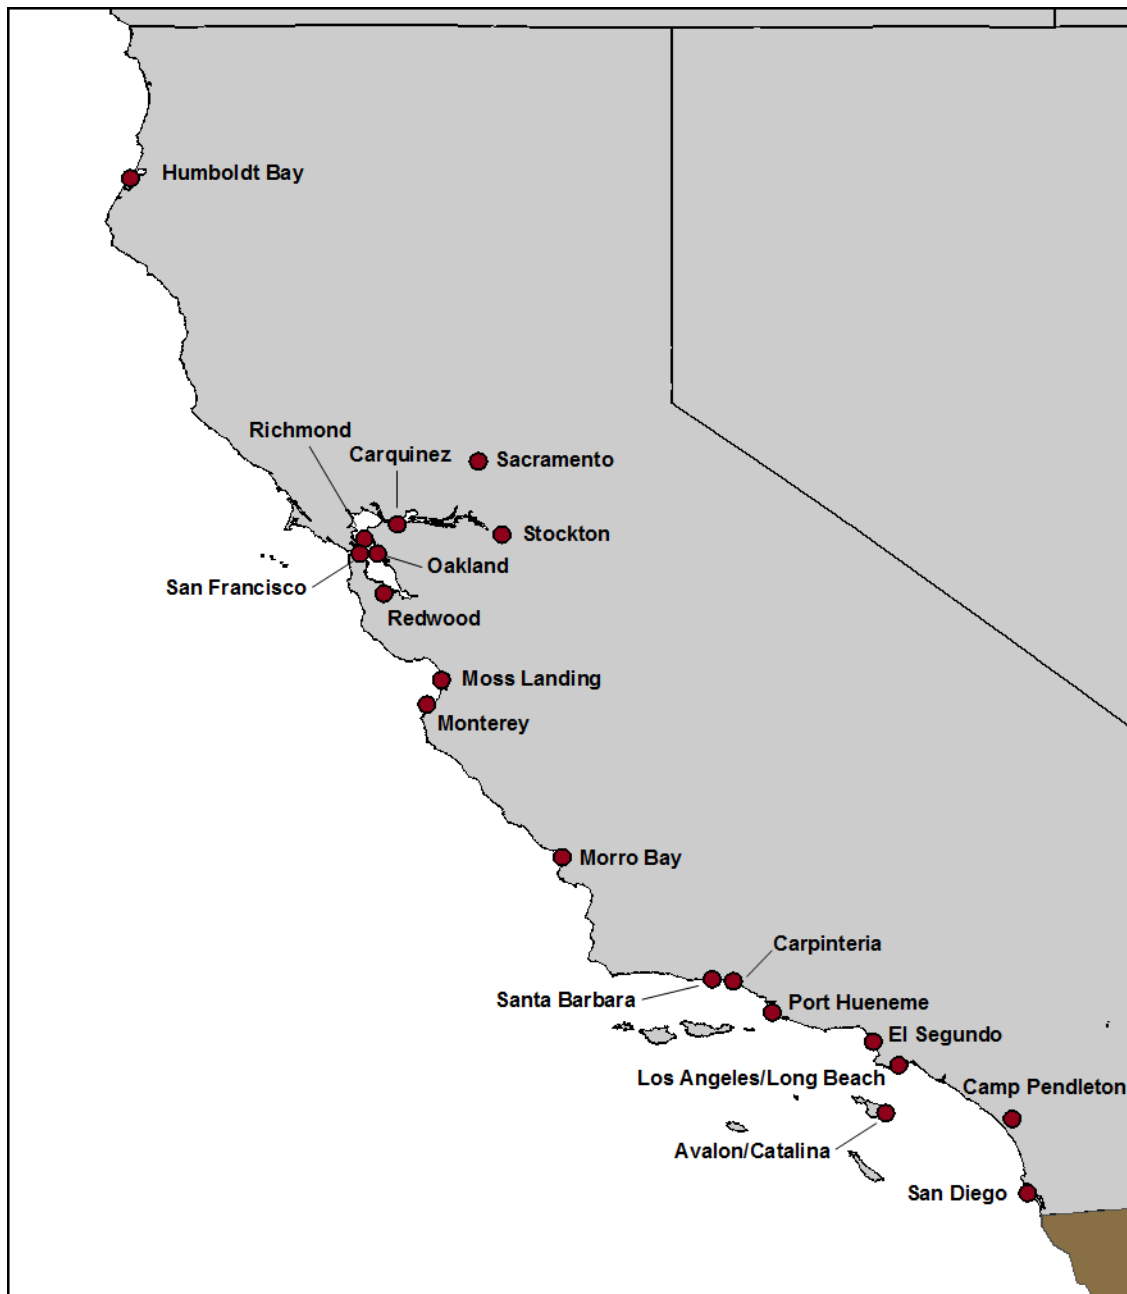 Humboldt Bay
Richmond
Carquinez
Sacramento
Stockton
Oakland
San Francisco
Redwood
Moss Landing
Monterey
Morro Bay
Carpinteria
Santa Barbara
Port Hueneme
El Segundo
Los Angeles/Long Beach
Camp Pendleton
Avalon/Catalina
San Diego